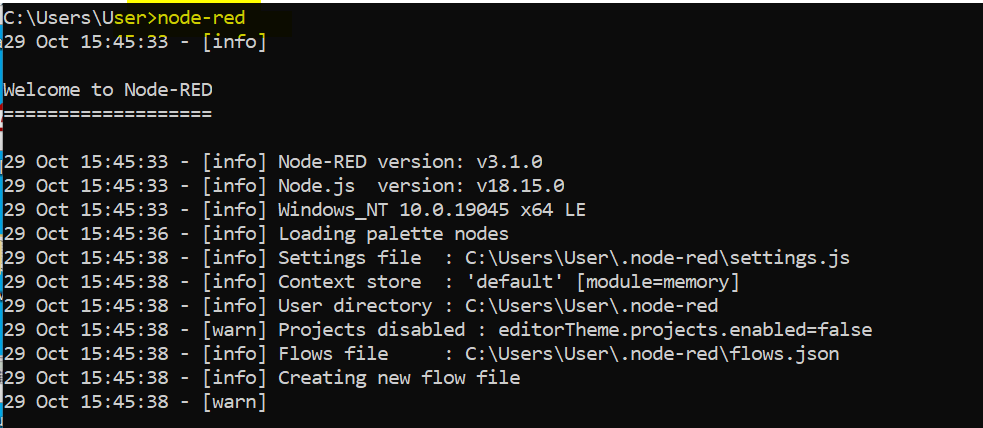 C:\Users\User>node-red
29 Oct 15:45:33 - [info]
Welcome to Node-RED
===================
29 Oct 15:45:33 - [info] Node-RED version: v3.1.0
29 Oct 15:45:33 - [info] Node.js  version: v18.15.0
29 Oct 15:45:33 - [info] Windows_NT 10.0.19045 x64 LE
29 Oct 15:45:36 - [info] Loading palette nodes
29 Oct 15:45:38 - [info] Settings file  : C:\Users\User\.node-red\settings.js
29 Oct 15:45:38 - [info] Context store  : 'default' [module=memory]
29 Oct 15:45:38 - [info] User directory : C:\Users\User\.node-red
29 Oct 15:45:38 - [warn] Projects disabled : editorTheme.projects.enabled=false
29 Oct 15:45:38 - [info] Flows file     : C:\Users\User\.node-red\flows.json
29 Oct 15:45:38 - [info] Creating new flow file
29 Oct 15:45:38 - [warn]